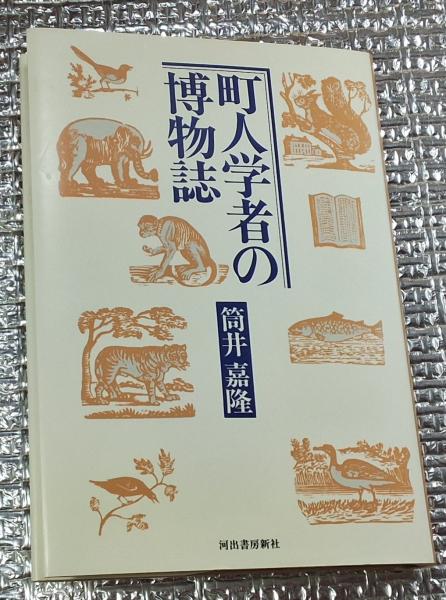 町人学者の
博物誌
筒井嘉隆
河出書房新社